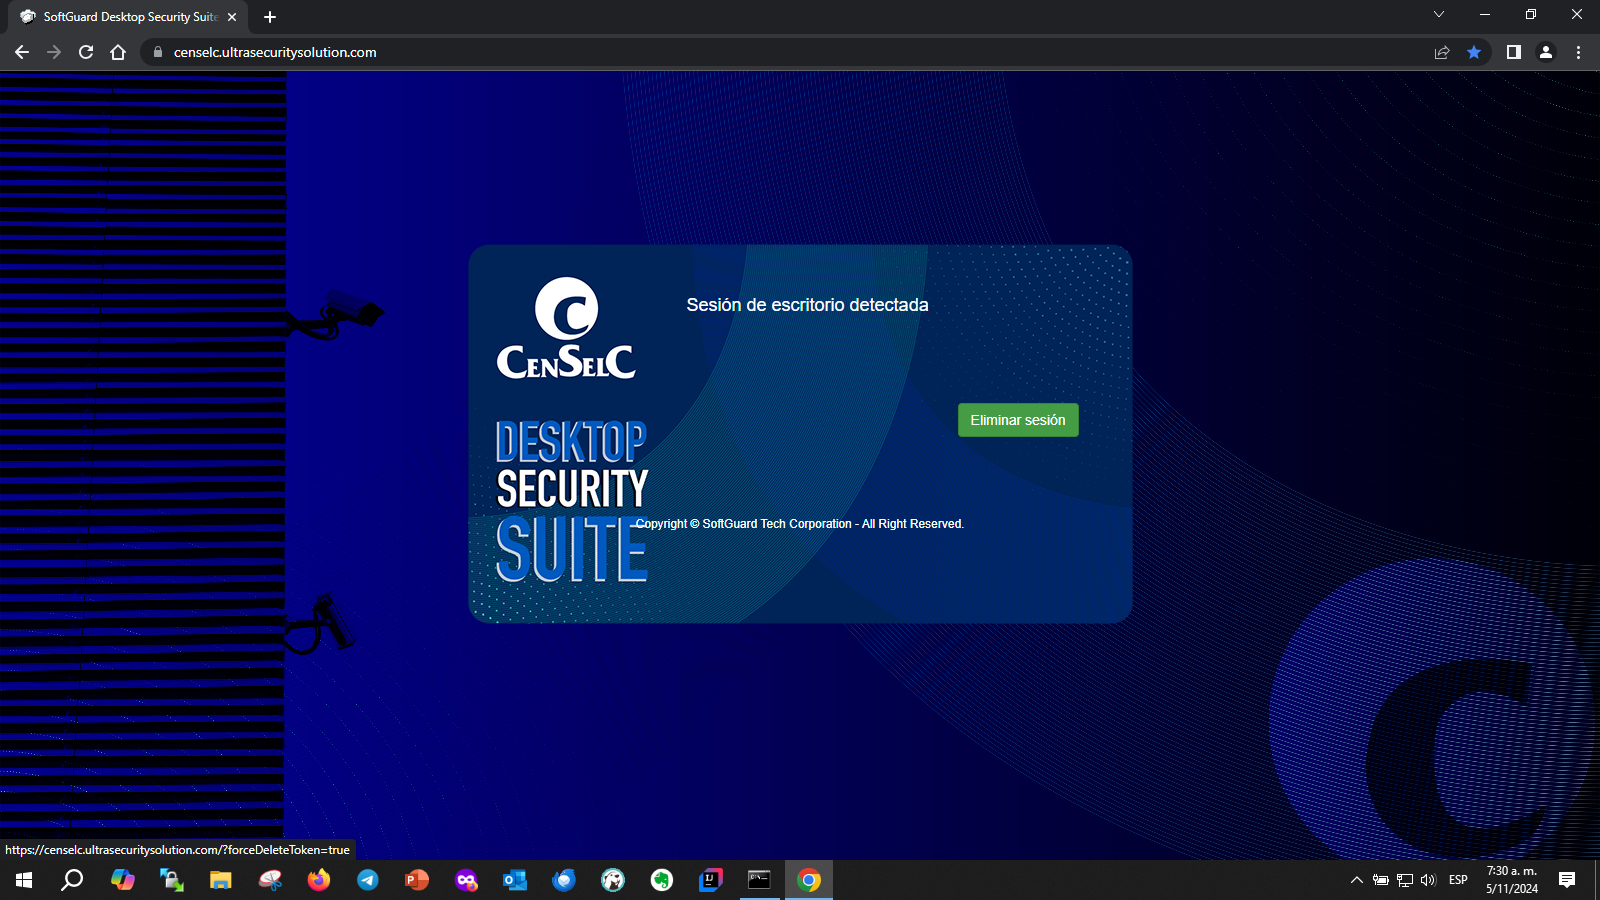 SoftGuard Desktop Security Suite
censelc.ultrasecuritysolution.com
CENSELC
Sesión de escritorio detectada
Eliminar sesión
DESKTOP
SECURITY
SUITE
Copyright © SoftGuard Tech Corporation - All Right Reserved.
https://censelc.ultrasecuritysolution.com/?forceDeleteToken=true
ESP
7:30 a. m.
5/11/2024